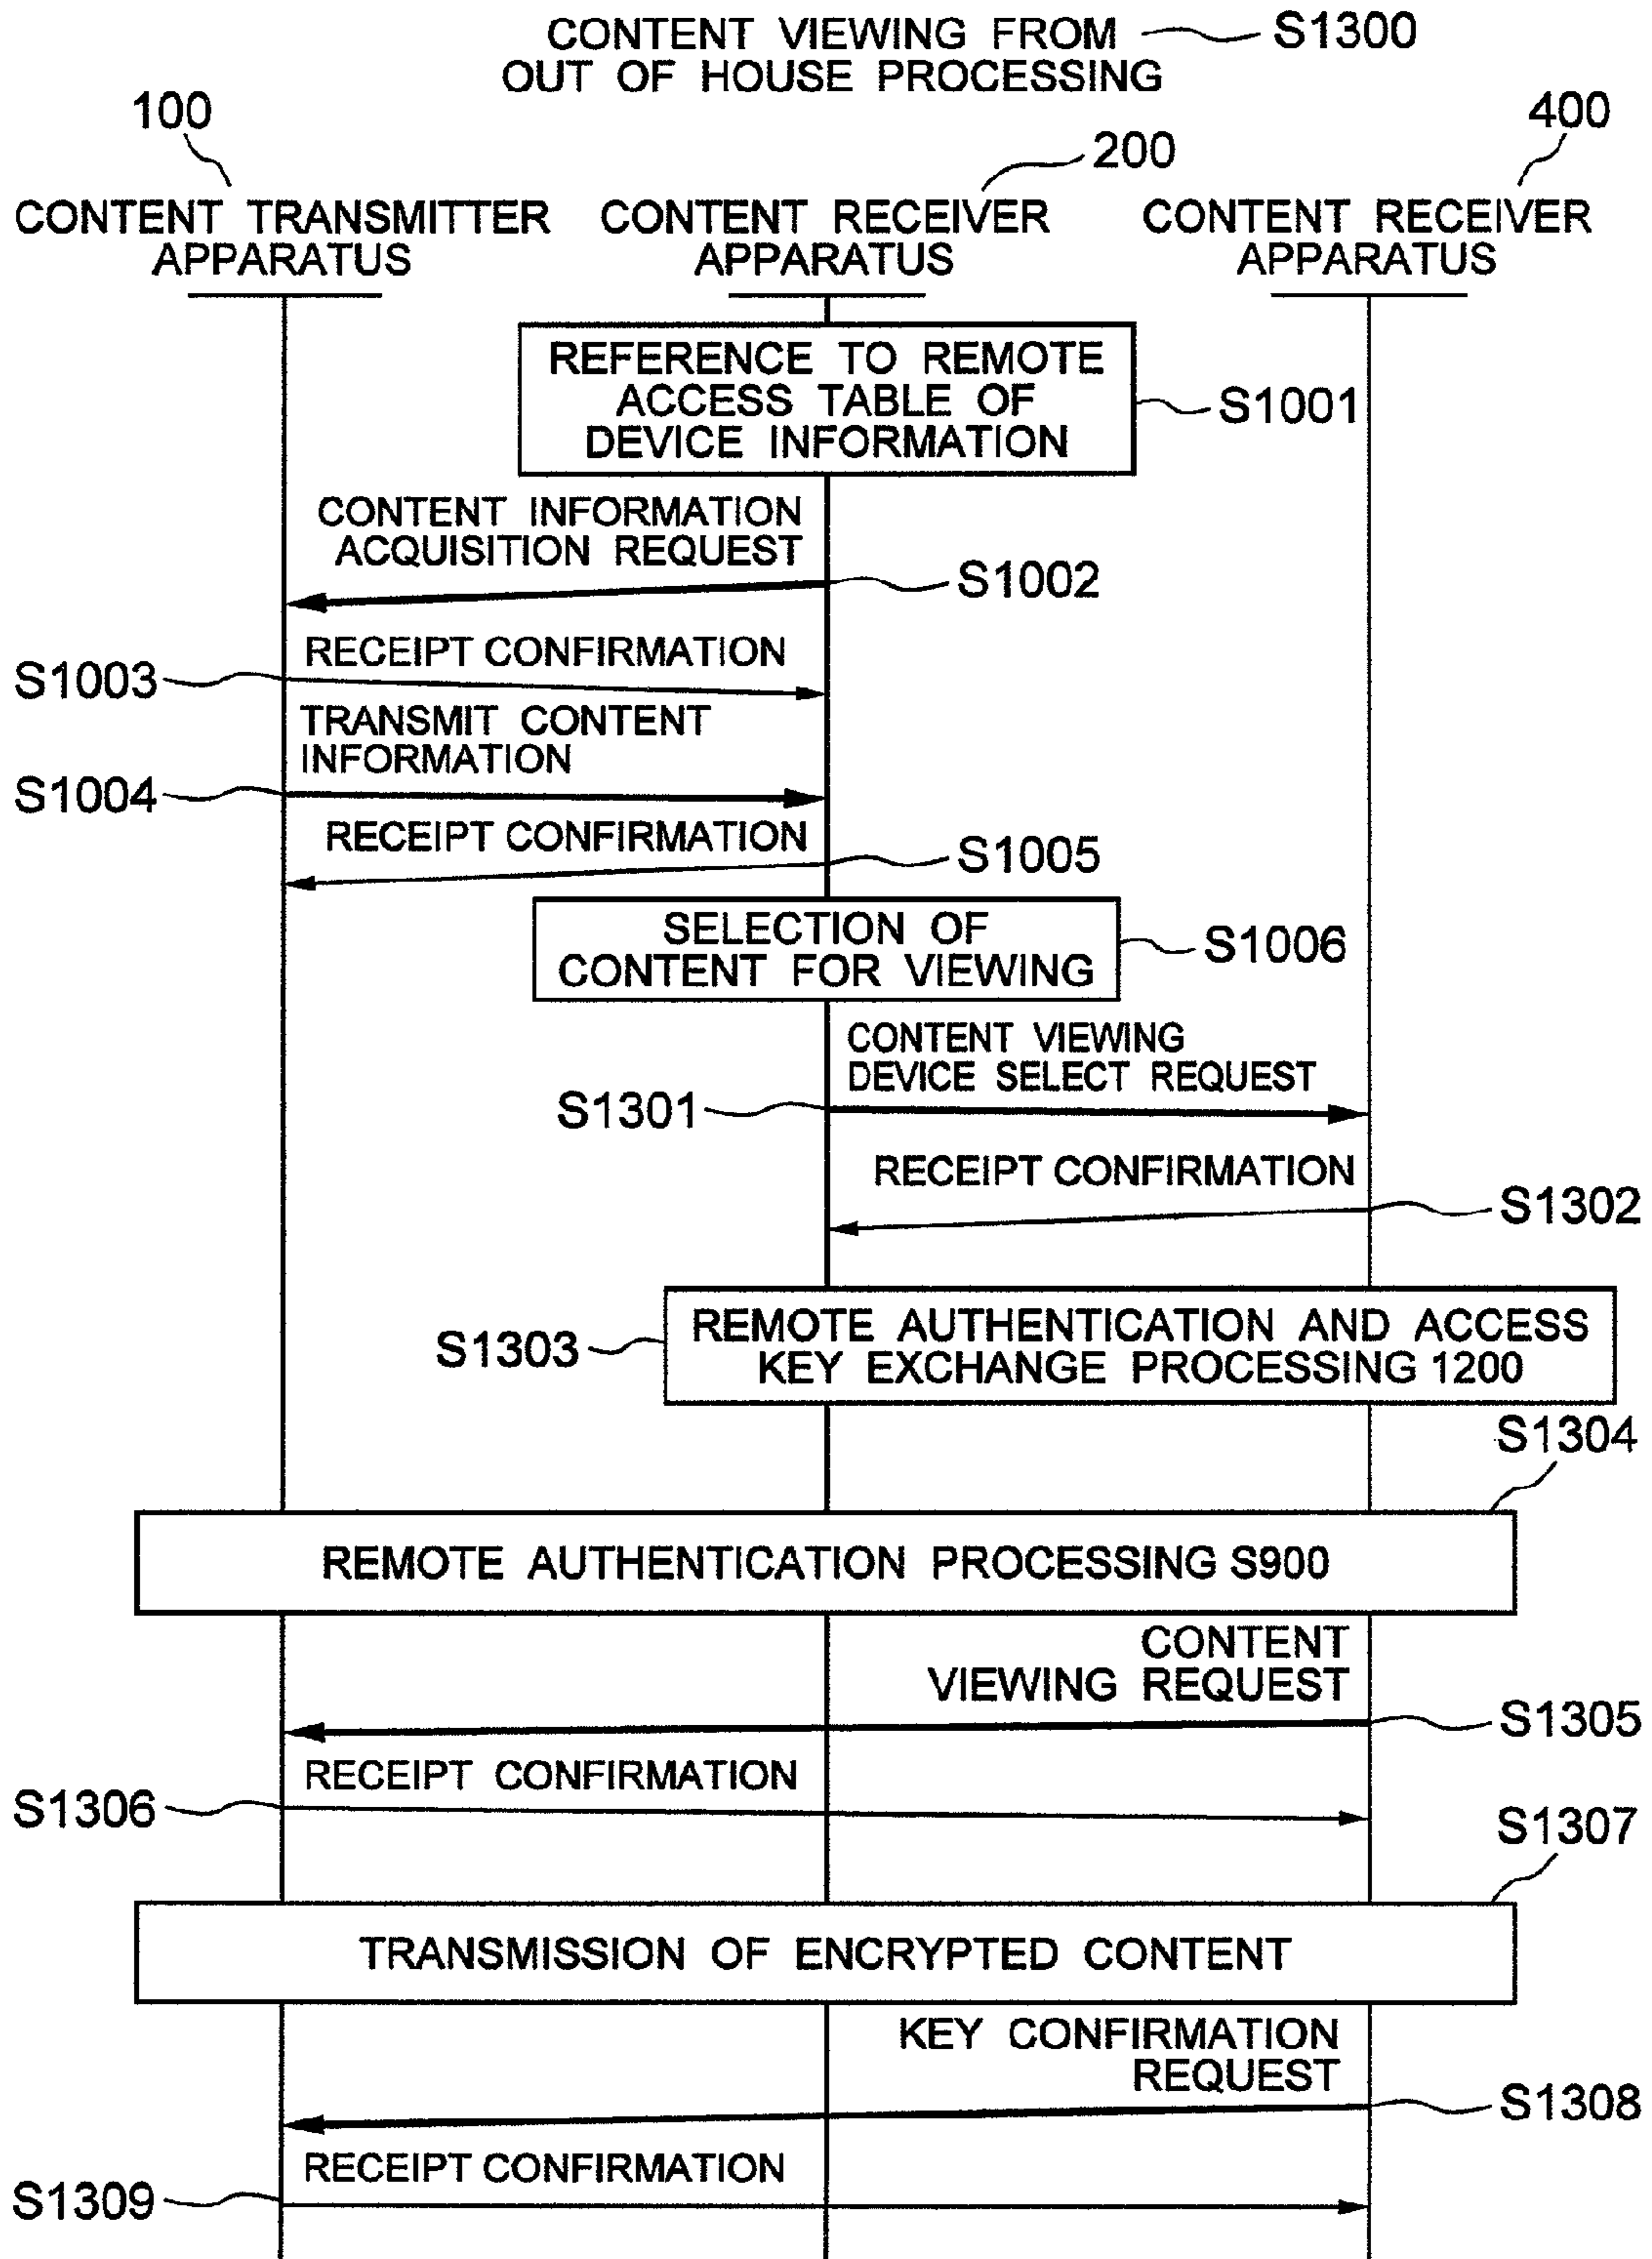 CONTENT VIEWING FROM
OUT OF HOUSE PROCESSING
S1300
100
200
400
CONTENT TRANSMITTER
APPARATUS
CONTENT RECEIVER
APPARATUS
CONTENT RECEIVER
APPARATUS
REFERENCE TO REMOTE
ACCESS TABLE OF
DEVICE INFORMATION
S1001
CONTENT INFORMATION
ACQUISITION REQUEST
S1002
RECEIPT CONFIRMATION
S1003
TRANSMIT CONTENT
INFORMATION
S1004
RECEIPT CONFIRMATION
S1005
SELECTION OF
CONTENT FOR VIEWING
S1006
CONTENT VIEWING
DEVICE SELECT REQUEST
S1301
RECEIPT CONFIRMATION
S1302
REMOTE AUTHENTICATION AND ACCESS
KEY EXCHANGE PROCESSING 1200
S1303
S1304
REMOTE AUTHENTICATION PROCESSING S900
CONTENT
VIEWING REQUEST
S1305
RECEIPT CONFIRMATION
S1306
S1307
TRANSMISSION OF ENCRYPTED CONTENT
KEY CONFIRMATION
REQUEST
S1308
RECEIPT CONFIRMATION
S1309